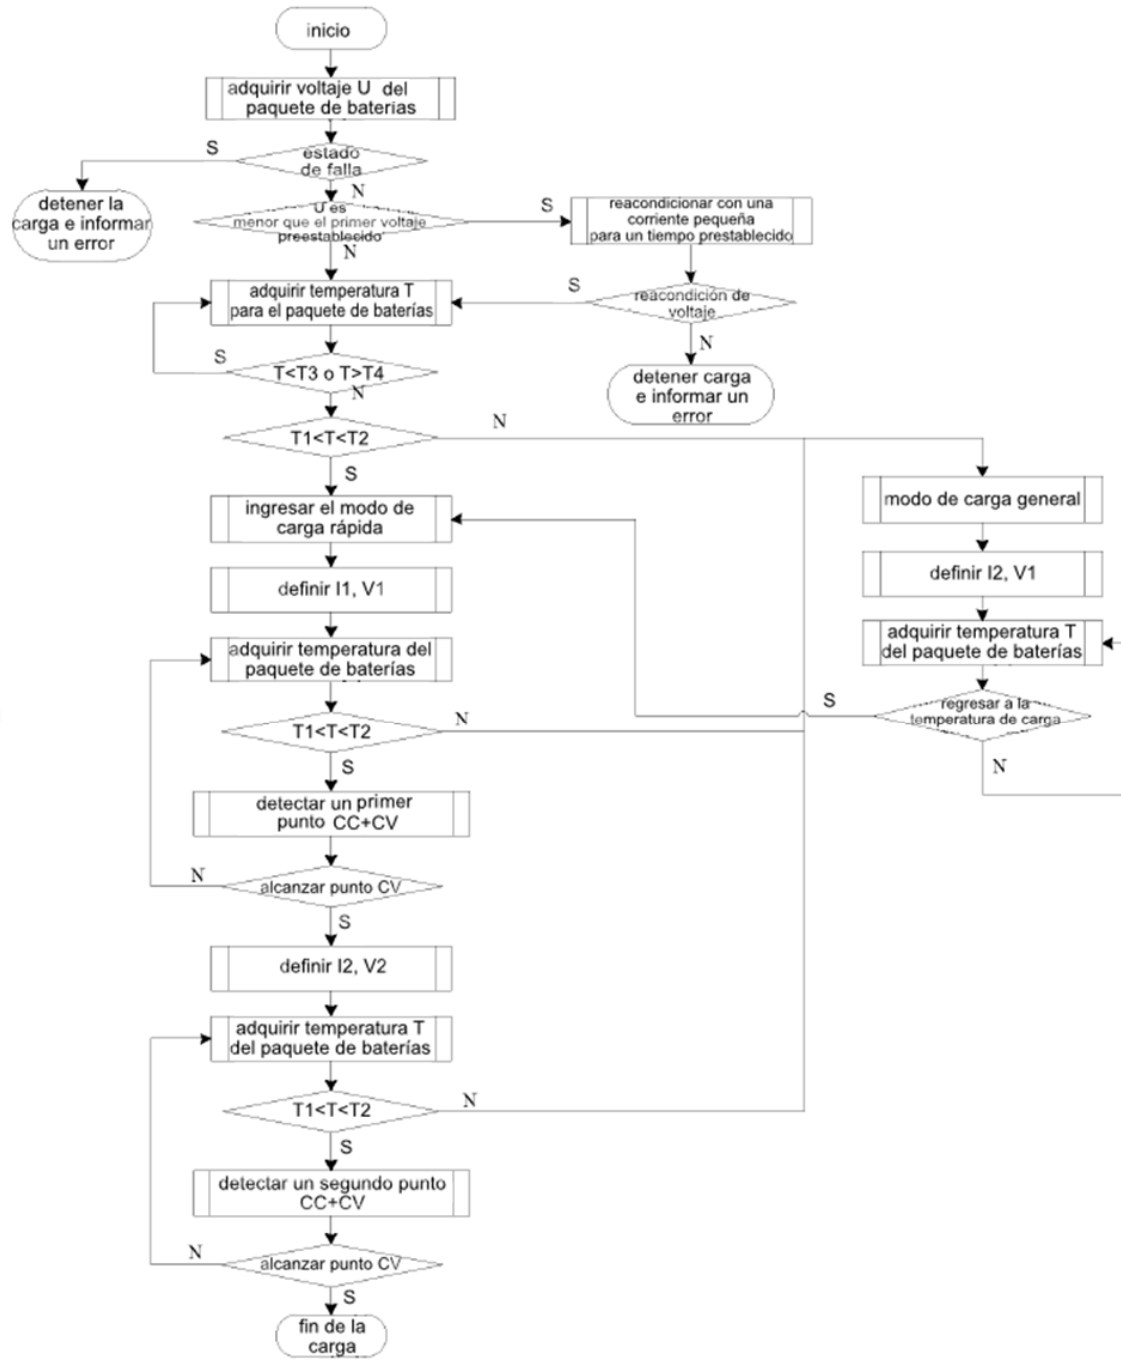 inicio
adquirir voltaje U del
paquete de baterías
S
estado
de falla
N
detener la
carga e informar
un error
U es
menor que el primer voltaje
preestablecido
S
N
reacondicionar con una
corriente pequeña
para un tiempo prestablecido
adquirir temperatura T
para el paquete de baterías
S
reacondición de
voltaje
N
detener carga
e informar un
error
S
T<T3 o T>T4
N
T1<T<T2
N
S
ingresar el modo de
carga rápida
modo de carga general
definir I1, V1
definir I2, V1
adquirir temperatura del
paquete de baterías
adquirir temperatura T
del paquete de baterías
T1<T<T2
N
S
S
regresar a la
temperatura de carga
N
detectar un primer
punto CC+CV
N
alcanzar punto CV
S
definir I2, V2
adquirir temperatura T
del paquete de baterías
T1<T<T2
N
S
detectar un segundo punto
CC+CV
N
alcanzar punto CV
S
fin de la
carga